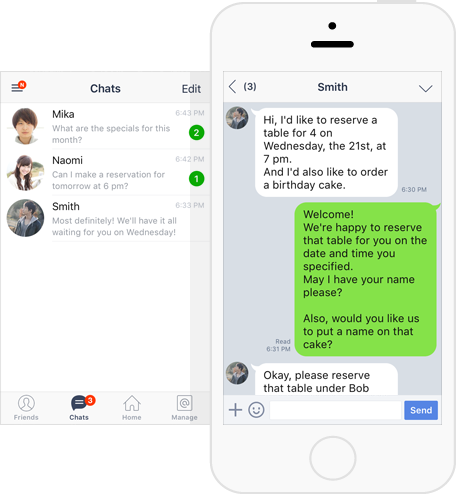 N
Chats
Edit
Mika
6:43 PM
What are the specials for this
month?
2
Naomi
6:42 PM
Can I make a reservation for
tomorrow at 6 pm?
1
Smith
6:33 PM
Most definitely! We'll have it all
waiting for you on Wednesday!
3
Friends
Chats
Home
Manage
(3)
Smith
Hi, I'd like to reserve a
table for 4 on
Wednesday, the 21st, at
7 pm.
And I'd also like to order
a birthday cake.
6:30 PM
Welcome!
We're happy to reserve
that table for you on the
date and time you
specified.
May I have your name
please?
Also, would you like us
to put a name on that
cake?
Read
6:31 PM
Okay, please reserve
that table under Bob
Send